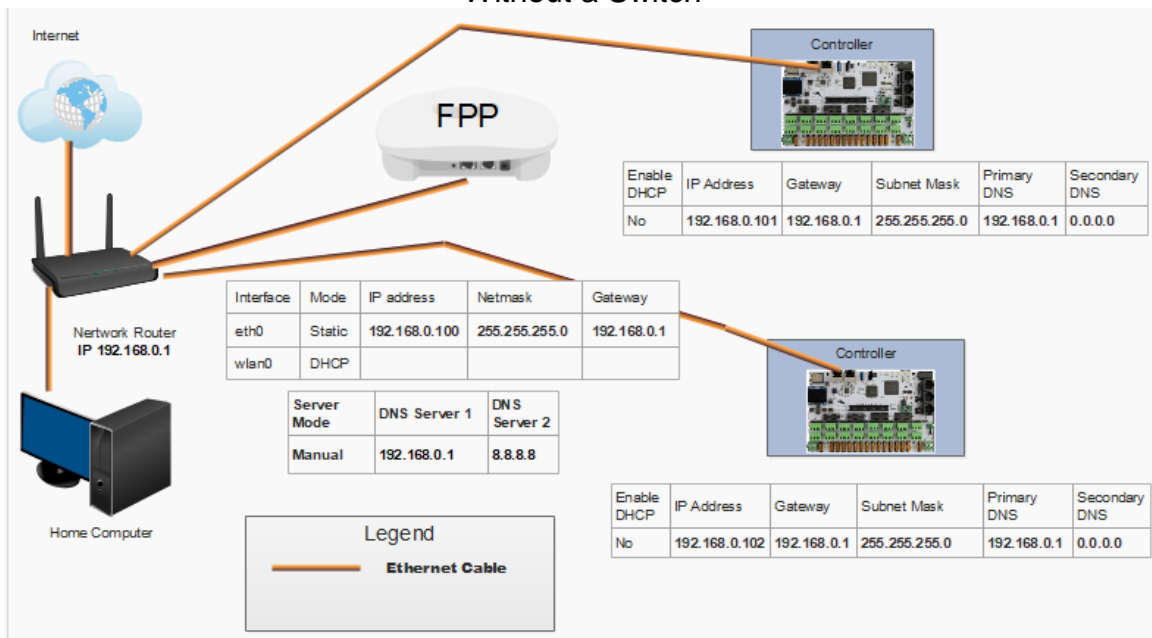 Without a Switch
Internet
Controller
FPP
Enable DHCP IP Address Gateway Subnet Mask Primary DNS Secondary DNS
No 192.168.0.101 192.168.0.1 255.255.255.0 192.168.0.1 0.0.0.0
Interface Mode IP address Netmask Gateway
eth0 Static 192.168.0.100 255.255.255.0 192.168.0.1
wlan0 DHCP
Nertwork Router
IP 192.168.0.1
Controller
Server Mode DNS Server 1 DNS Server 2
Manual 192.168.0.1 8.8.8.8
Enable DHCP IP Address Gateway Subnet Mask Primary DNS Secondary DNS
No 192.168.0.102 192.168.0.1 255.255.255.0 192.168.0.1 0.0.0.0
Home Computer
Legend
Ethernet Cable